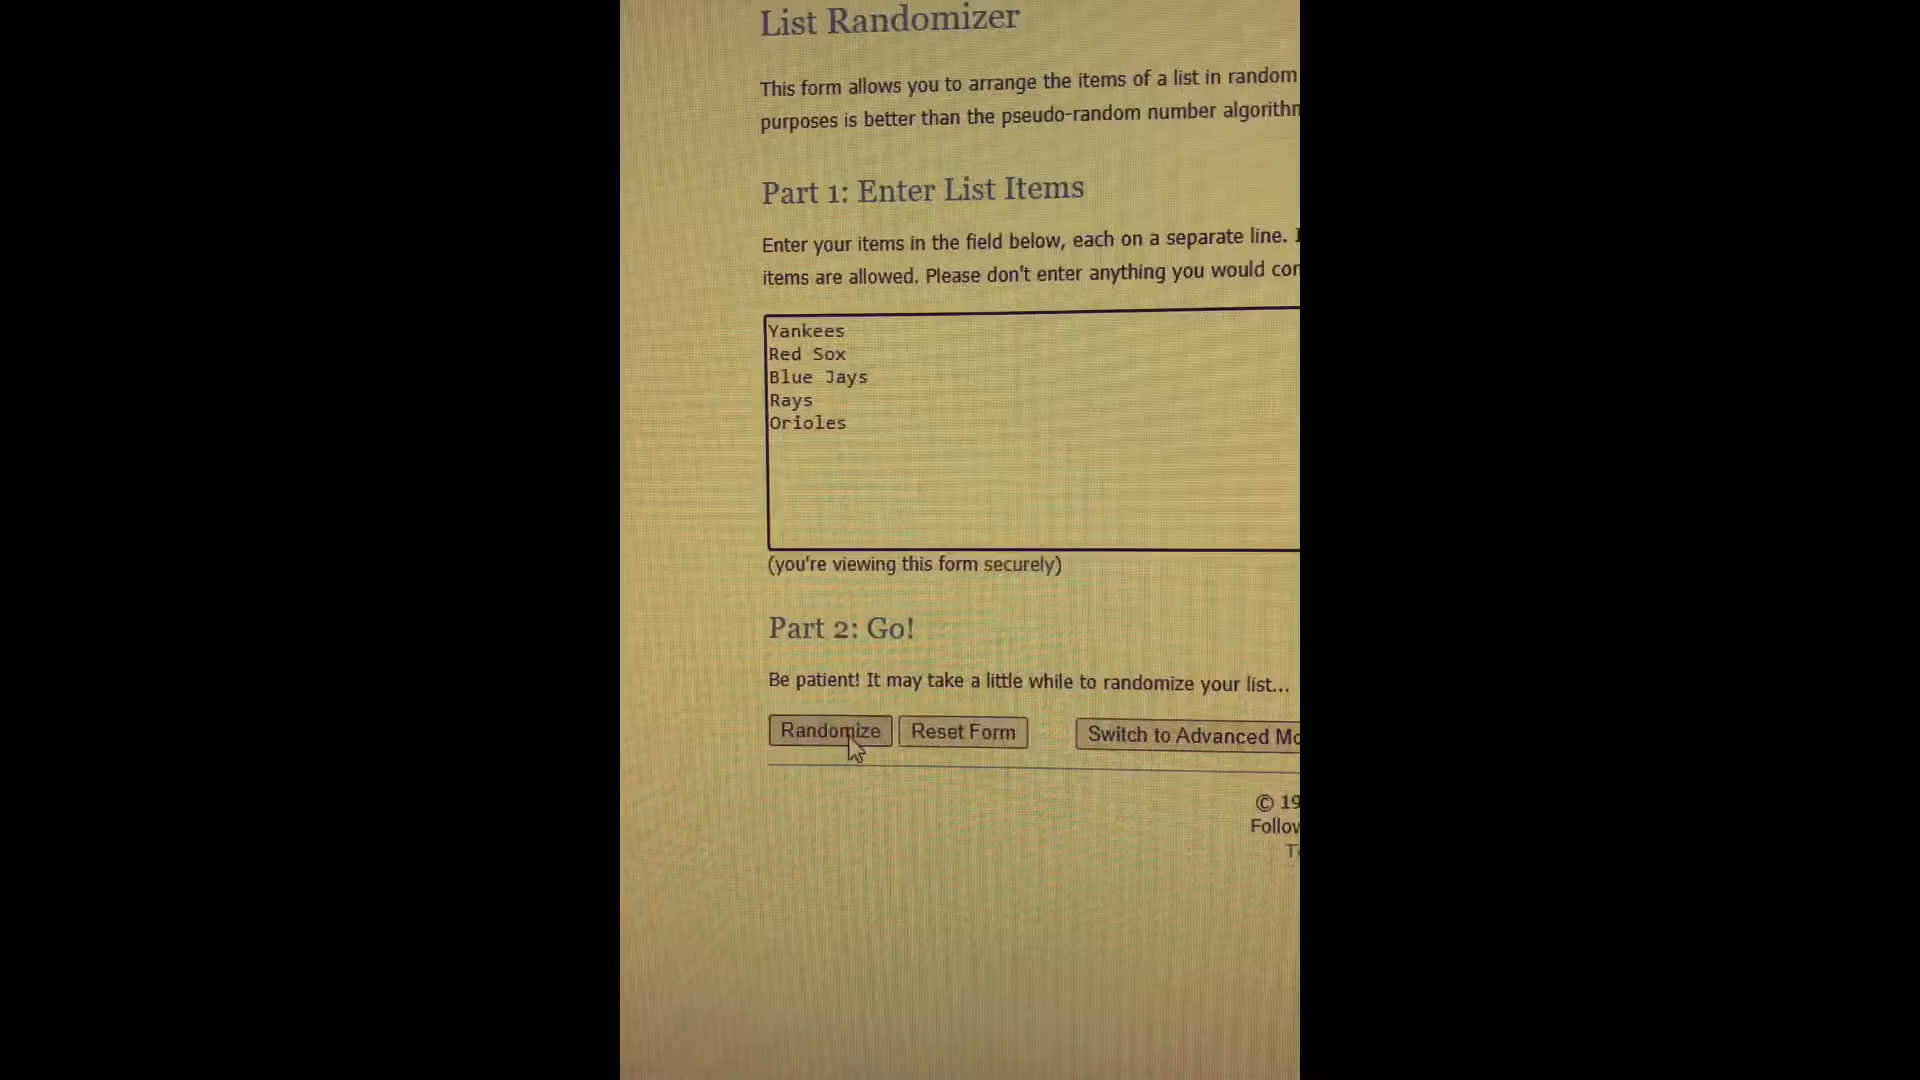 List Randomizer
This form allows you to arrange the items of a list in random
purposes is better than the pseudo-random number
Part 1: Enter List Items
Enter your items in the field below, each on a separate line.
items are allowed. Please don't enter anything you would
Yankees
Red Sox
Blue Jays
Rays
Orioles
(you're viewing this form securely)
Part 2: Go!
Be patient! It may take a little while to randomize your list...
Randomize Reset Form Switch to Advanced
©